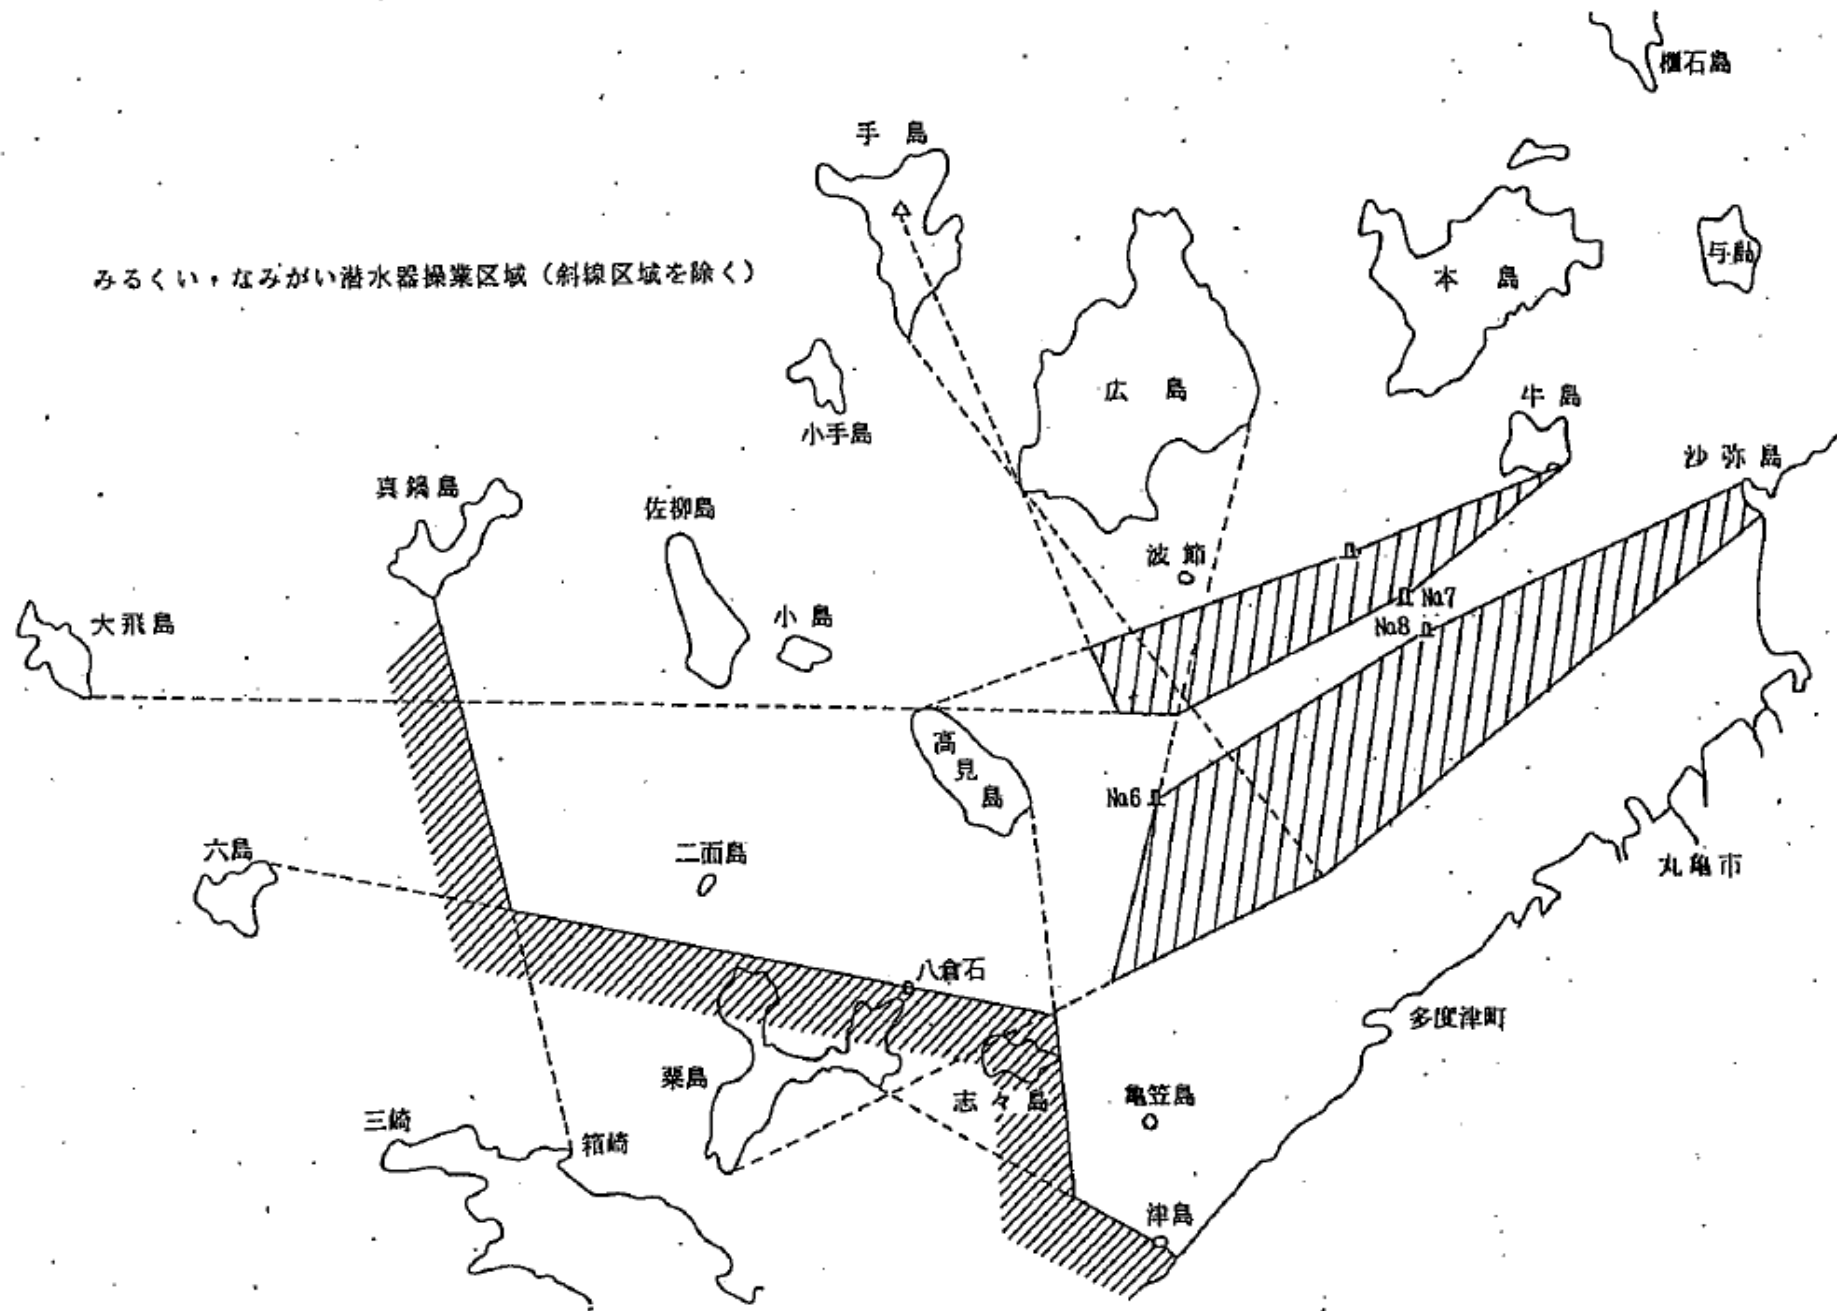 櫃石島
手島
与島
みるくい・なみがい潜水器操業区域（斜線区域を除く）
本島
広島
牛島
小手島
沙弥島
真鍋島
佐柳島
波節
大飛島
小島
No.7
No.8
高見島
No.6
六島
二面島
丸亀市
八倉石
多度津町
粟島
志々島
亀笠島
三崎
箱崎
津島